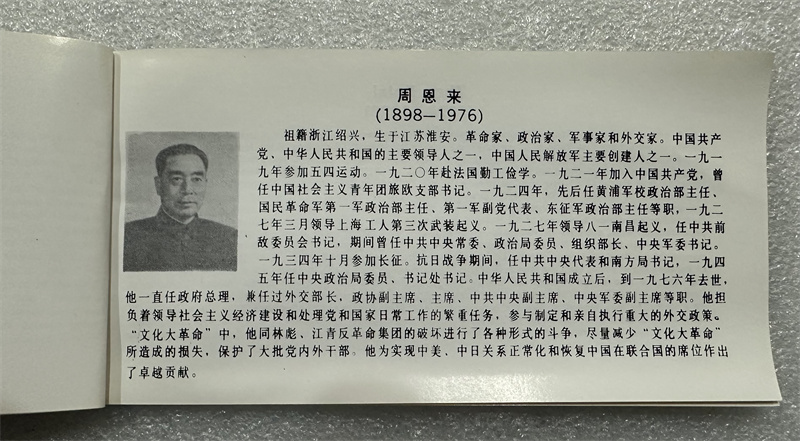 周恩来
(1898—1976)
祖籍浙江绍兴，生于江苏淮安。革命家、政治家、军事家和外交家。中国共产
党、中华人民共和国的主要领导人之一，中国人民解放军主要创建人之一。一九一
九年参加五四运动。一九二〇年赴法国勤工俭学。一九二一年加入中国共产党，曾
任中国社会主义青年团旅欧支部书记。一九二四年，先后任黄浦军校政治部主任、
国民革命军第一军政治部主任、第一军副党代表、东征军政治部主任等职，一九二
七年三月领导上海工人第三次武装起义。一九二七年领导八一南昌起义，任中共前
敌委员会书记，期间曾任中共中央常委、政治局委员、组织部长、中央军委书记。
一九三四年十月参加长征。抗日战争期间，任中共中央代表和南方局书记，一九四
五年任中央政治局委员、书记处书记。中华人民共和国成立后，到一九七六年去世，
他一直任政府总理，兼任过外交部长，政协副主席、主席、中共中央副主席、中央军委副主席等职。他担
负着领导社会主义经济建设和处理党和国家日常工作的繁重任务，参与制定和亲自执行重大的外交政策。
“文化大革命”中，他同林彪、江青反革命集团的破坏进行了各种形式的斗争，尽量减少“文化大革命”
所造成的损失，保护了大批党内外干部。他为实现中美、中日关系正常化和恢复中国在联合国的席位作出
了卓越贡献。